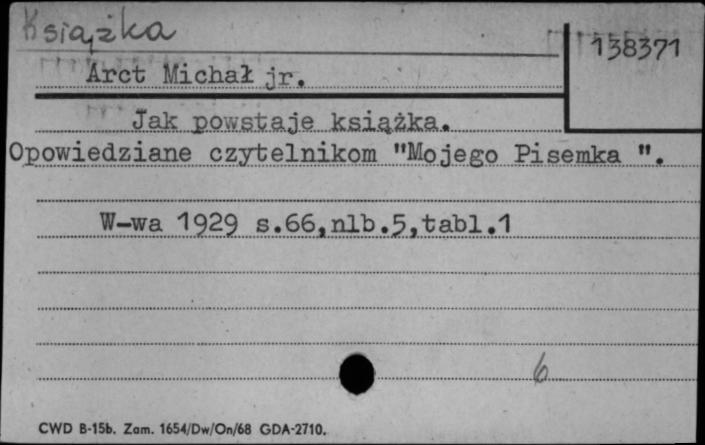 Książka
138371
Arct Michał jr.
Jak powstaje książka.
Opowiedziane czytelnikom "Mojego Pisemka ".
W-wa 1929 s.66,nlb.5,tabl.1
6
CWD B-15b. Zam. 1654/Dw/On/68 GDA-2710.